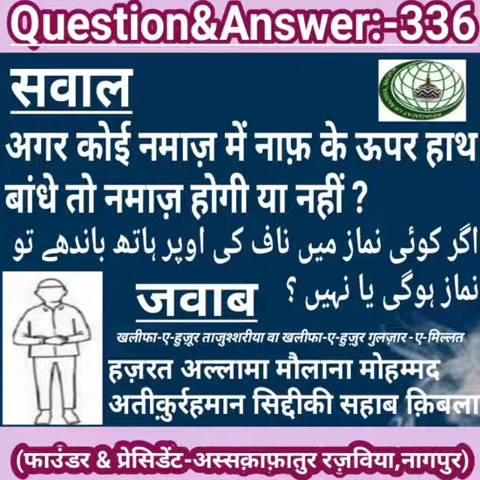 Question&Answer:-336
सवाल
अगर कोई नमाज़ में नाफ़ के ऊपर हाथ
बांधे तो नमाज़ होगी या नहीं ?
اگر کوئی نماز میں ناف کی اوپر ہاتھ باندھے تو
نماز ہوگی یا نہیں ؟
जवाब
खलीफा-ए-हुज़ूर ताजुश्शरीया वा खलीफा-ए-हुजुर गुलज़ार - ए-मिल्लत
हज़रत अल्लामा मौलाना मोहम्मद
अतीक़ुर्रहमान सिद्दीकी सहाब क़िबला
(फाउंडर & प्रेसिडेंट-अस्सक़ाफ़ातुर रज़विया,नागपुर)